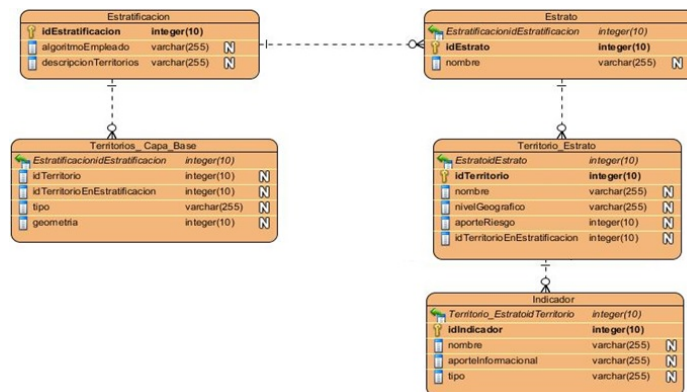 Estratificacion
idEstratificacion integer(10)
algoritmoEmpleado varchar(255) N
descripcionTerritorios varchar(255) N
Estrato
EstratificacionidEstratificacion integer(10)
idEstrato integer(10)
nombre varchar(255) N
Territorios_ Capa_Base
EstratificacionidEstratificacion integer(10)
idTerritorio integer(10) N
idTerritorioEnEstratificacion integer(10) N
tipo varchar(255) N
geometria integer(10) N
Territorio_Estrato
EstratoidEstrato integer(10)
idTerritorio integer(10)
nombre varchar(255) N
nivelGeografico varchar(255) N
aporteRiesgo integer(10) N
idTerritorioEnEstratificacion integer(10) N
Indicador
Territorio_EstratoidTerritorio integer(10)
idIndicador integer(10)
nombre varchar(255) N
aporteInformacional varchar(255) N
tipo varchar(255) N